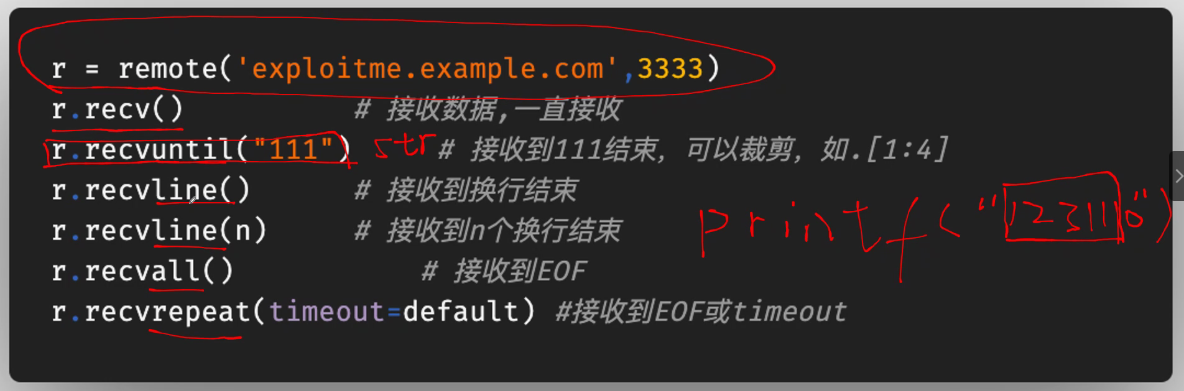 r = remote('exploitme.example.com',3333)
r.recv() # 接收数据,一直接收
r.recvuntil("111") str # 接收到111结束，可以裁剪，如.[1:4]
r.recvline() # 接收到换行结束
r.recvline(n) # 接收到n个换行结束
printf("1231110")
r.recvall() # 接收到EOF
r.recvrepeat(timeout=default) #接收到EOF或timeout